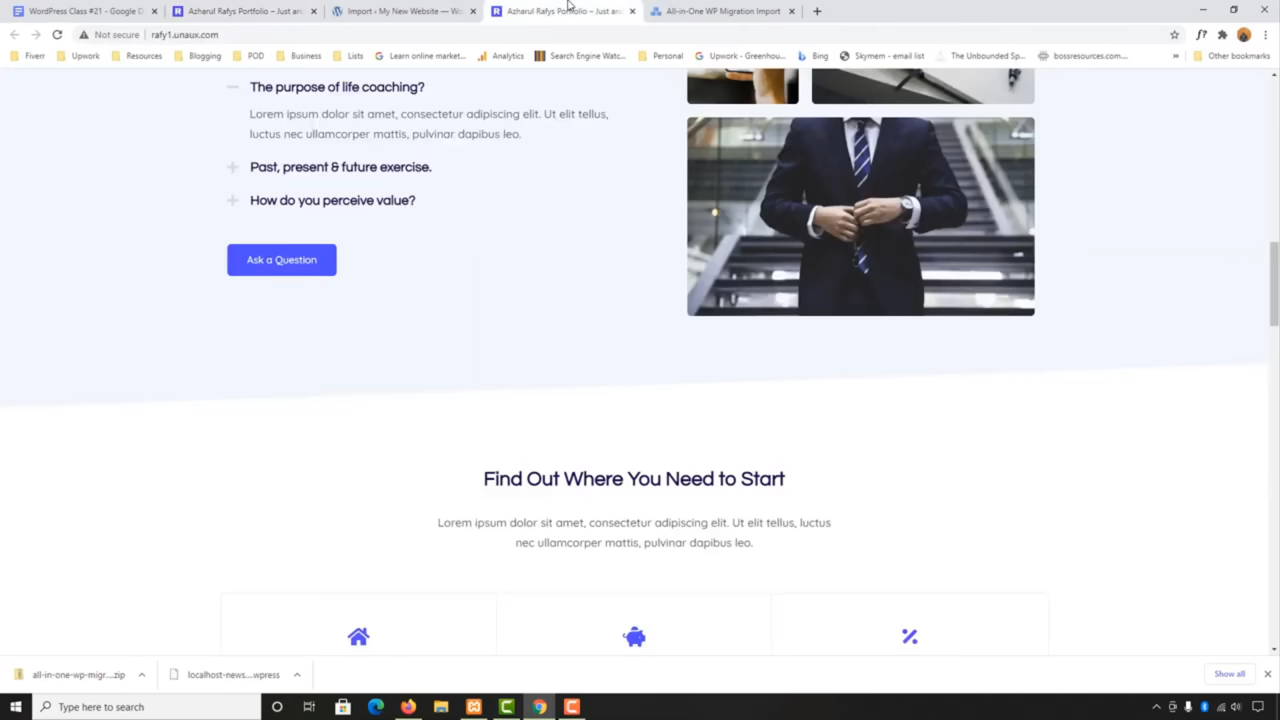 WordPress Class #21 - Google D
Azharul Rafys Portfolio – Just an
Import ‹ My New Website — Wo
Azharul Rafys Portfolio – Just an
All-in-One WP Migration Import
Not secure
rafy1.unaux.com
Fiverr
Upwork
Resources
Blogging
POD
Business
Lists
Learn online market...
Analytics
Search Engine Watc...
Personal
Upwork - Greenhou...
Bing
Skymem - email list
The Unbounded Sp...
bossresources.com...
»
Other bookmarks
The purpose of life coaching?
Lorem ipsum dolor sit amet, consectetur adipiscing elit. Ut elit tellus,
luctus nec ullamcorper mattis, pulvinar dapibus leo.
Past, present & future exercise.
How do you perceive value?
Ask a Question
Find Out Where You Need to Start
Lorem ipsum dolor sit amet, consectetur adipiscing elit. Ut elit tellus, luctus
nec ullamcorper mattis, pulvinar dapibus leo.
all-in-one-wp-migr....zip
localhost-news....wpress
Show all
Type here to search